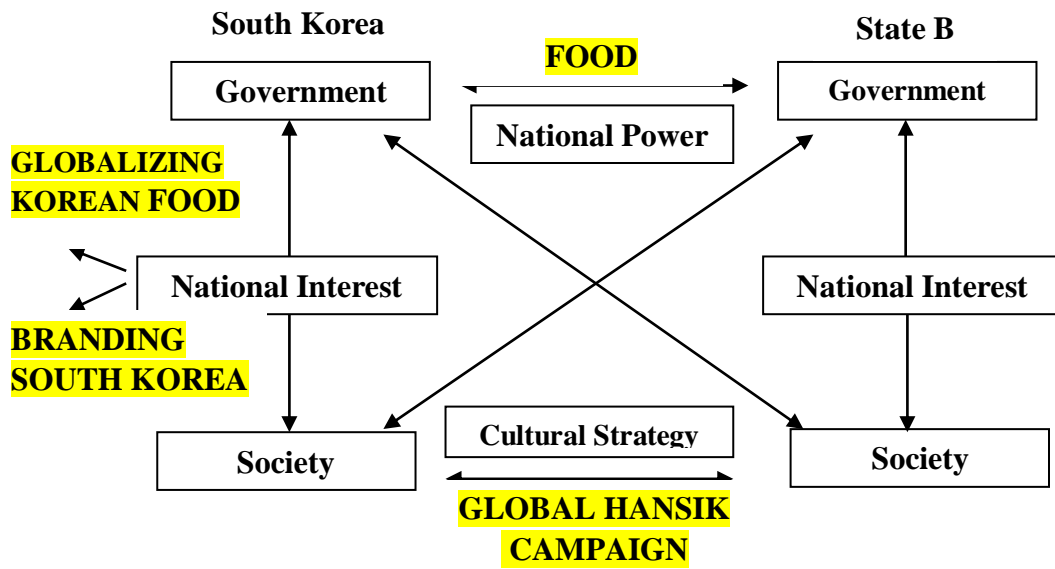 South Korea
State B
FOOD
Government
Government
National Power
GLOBALIZING
KOREAN FOOD
National Interest
National Interest
BRANDING
SOUTH KOREA
Cultural Strategy
Society
Society
GLOBAL HANSIK
CAMPAIGN